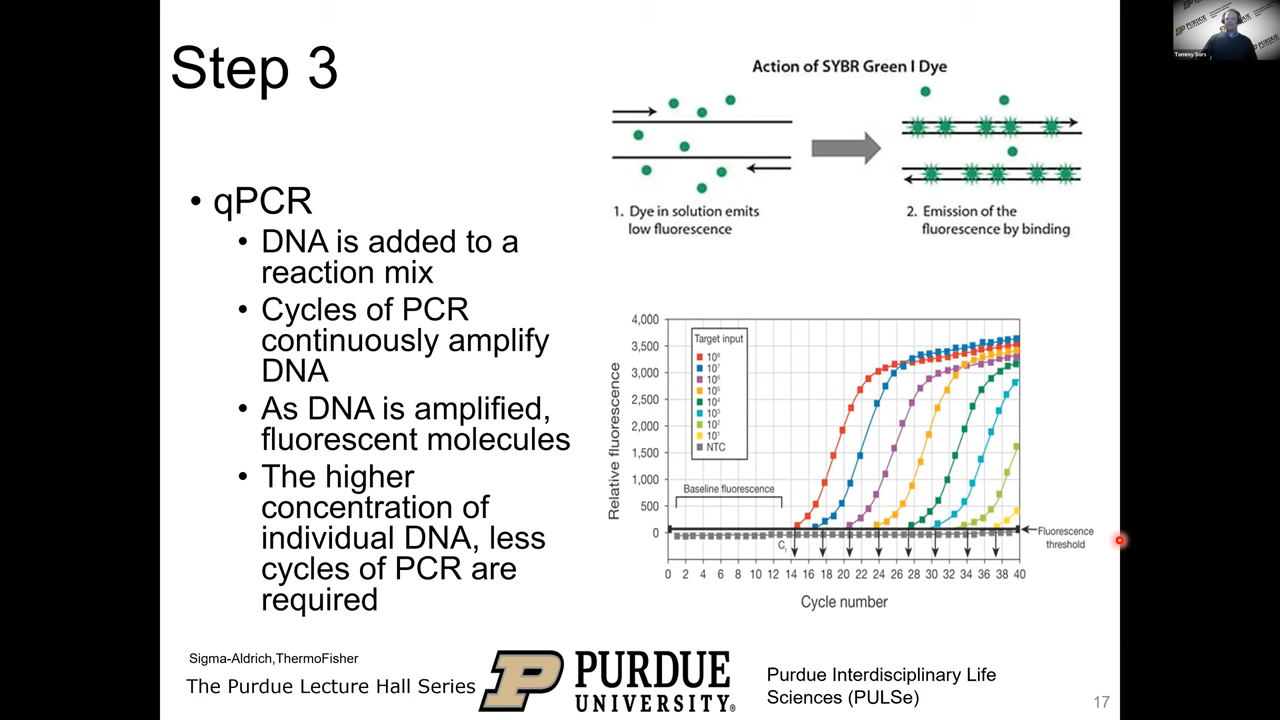 Step 3
• qPCR
• DNA is added to a
reaction mix
• Cycles of PCR
continuously amplify
DNA
• As DNA is amplified,
fluorescent molecules
• The higher
concentration of
individual DNA, less
cycles of PCR are
required
Action of SYBR Green I Dye
1. Dye in solution emits
low fluorescence
2. Emission of the
fluorescence by binding
Relative fluorescence
4,000
3,500
3,000
2,500
2,000
1,500
1,000
500
0
Target input
10⁸
10⁷
10⁶
10⁵
10⁴
10³
10²
10¹
NTC
Baseline fluorescence
Ct
Fluorescence
threshold
0 2 4 6 8 10 12 14 16 18 20 22 24 26 28 30 32 34 36 38 40
Cycle number
Sigma-Aldrich,ThermoFisher
The Purdue Lecture Hall Series
P PURDUE
UNIVERSITY®
Purdue Interdisciplinary Life
Sciences (PULSe)
17
PURDUE
UNIVERSITY
Tommy Sors